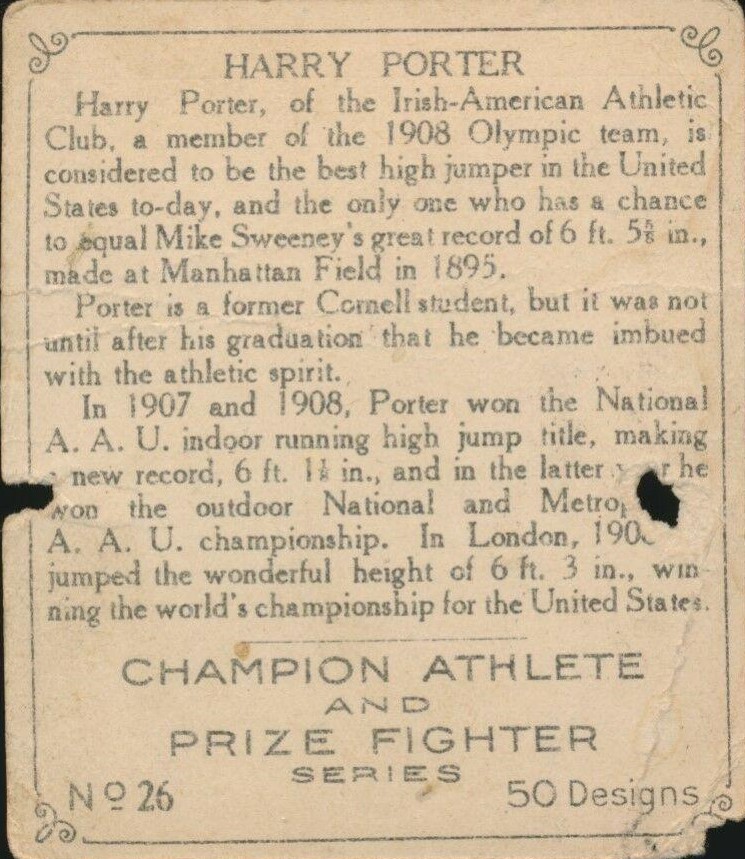 HARRY PORTER
Harry Porter, of the Irish-American Athletic
Club, a member of the 1908 Olympic team, is
considered to be the best high jumper in the United
States to-day, and the only one who has a chance
to equal Mike Sweeney's great record of 6 ft. 5⅝ in.,
made at Manhattan Field in 1895.
Porter is a former Cornell student, but it was not
until after his graduation that he became imbued
with the athletic spirit.
In 1907 and 1908, Porter won the National
A. A. U. indoor running high jump title, making
new record, 6 ft. in., and in the latter he
won the outdoor National and
A. A. U. championship. In London,
jumped the wonderful height of 6 ft. 3 in., win
ning the world's championship for the United States.
CHAMPION ATHLETE
AND
PRIZE FIGHTER
SERIES
Nº 26
50 Designs